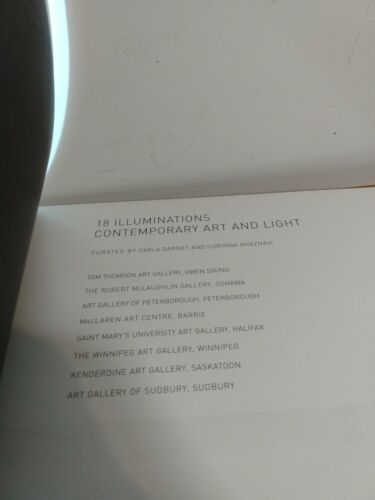 18 ILLUMINATIONS
CONTEMPORARY ART AND LIGHT
CURATED BY CARLA GARNET AND CORINNA GHAZNAVI
TOM THOMSON ART GALLERY, OWEN SOUND
THE ROBERT McLAUGHLIN GALLERY, OSHAWA
ART GALLERY OF PETERBOROUGH, PETERBOROUGH
MacLAREN ART CENTRE, BARRIE
SAINT MARY'S UNIVERSITY ART GALLERY, HALIFAX
THE WINNIPEG ART GALLERY, WINNIPEG
KENDERDINE ART GALLERY, SASKATOON
ART GALLERY OF SUDBURY, SUDBURY